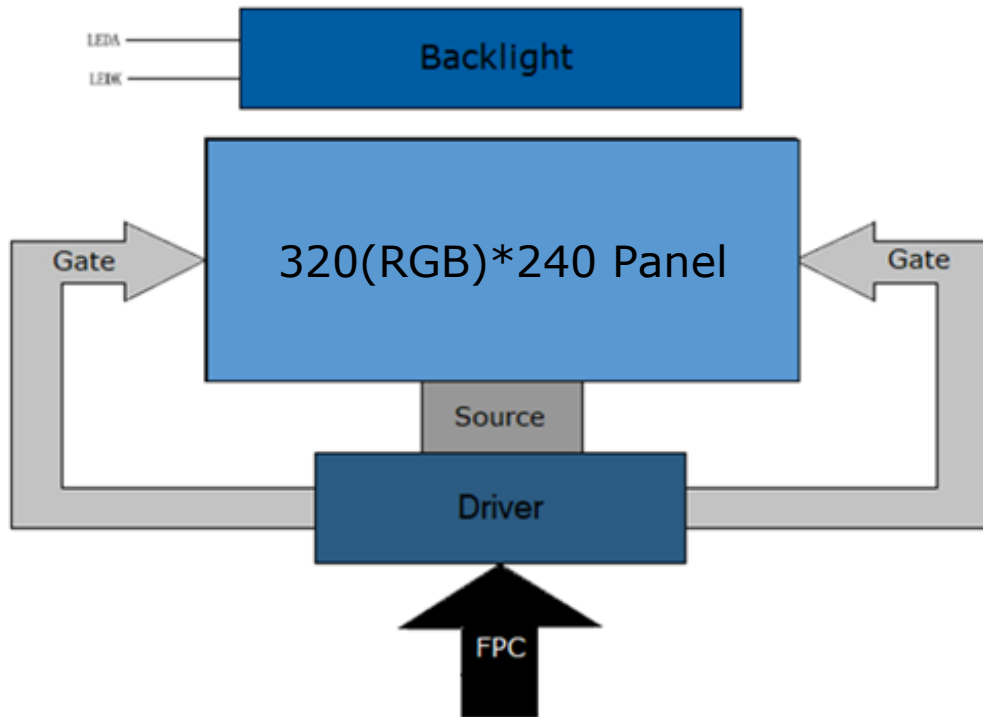 LEDA
LEDK
Backlight
320(RGB)*240 Panel
Gate
Gate
Source
Driver
FPC